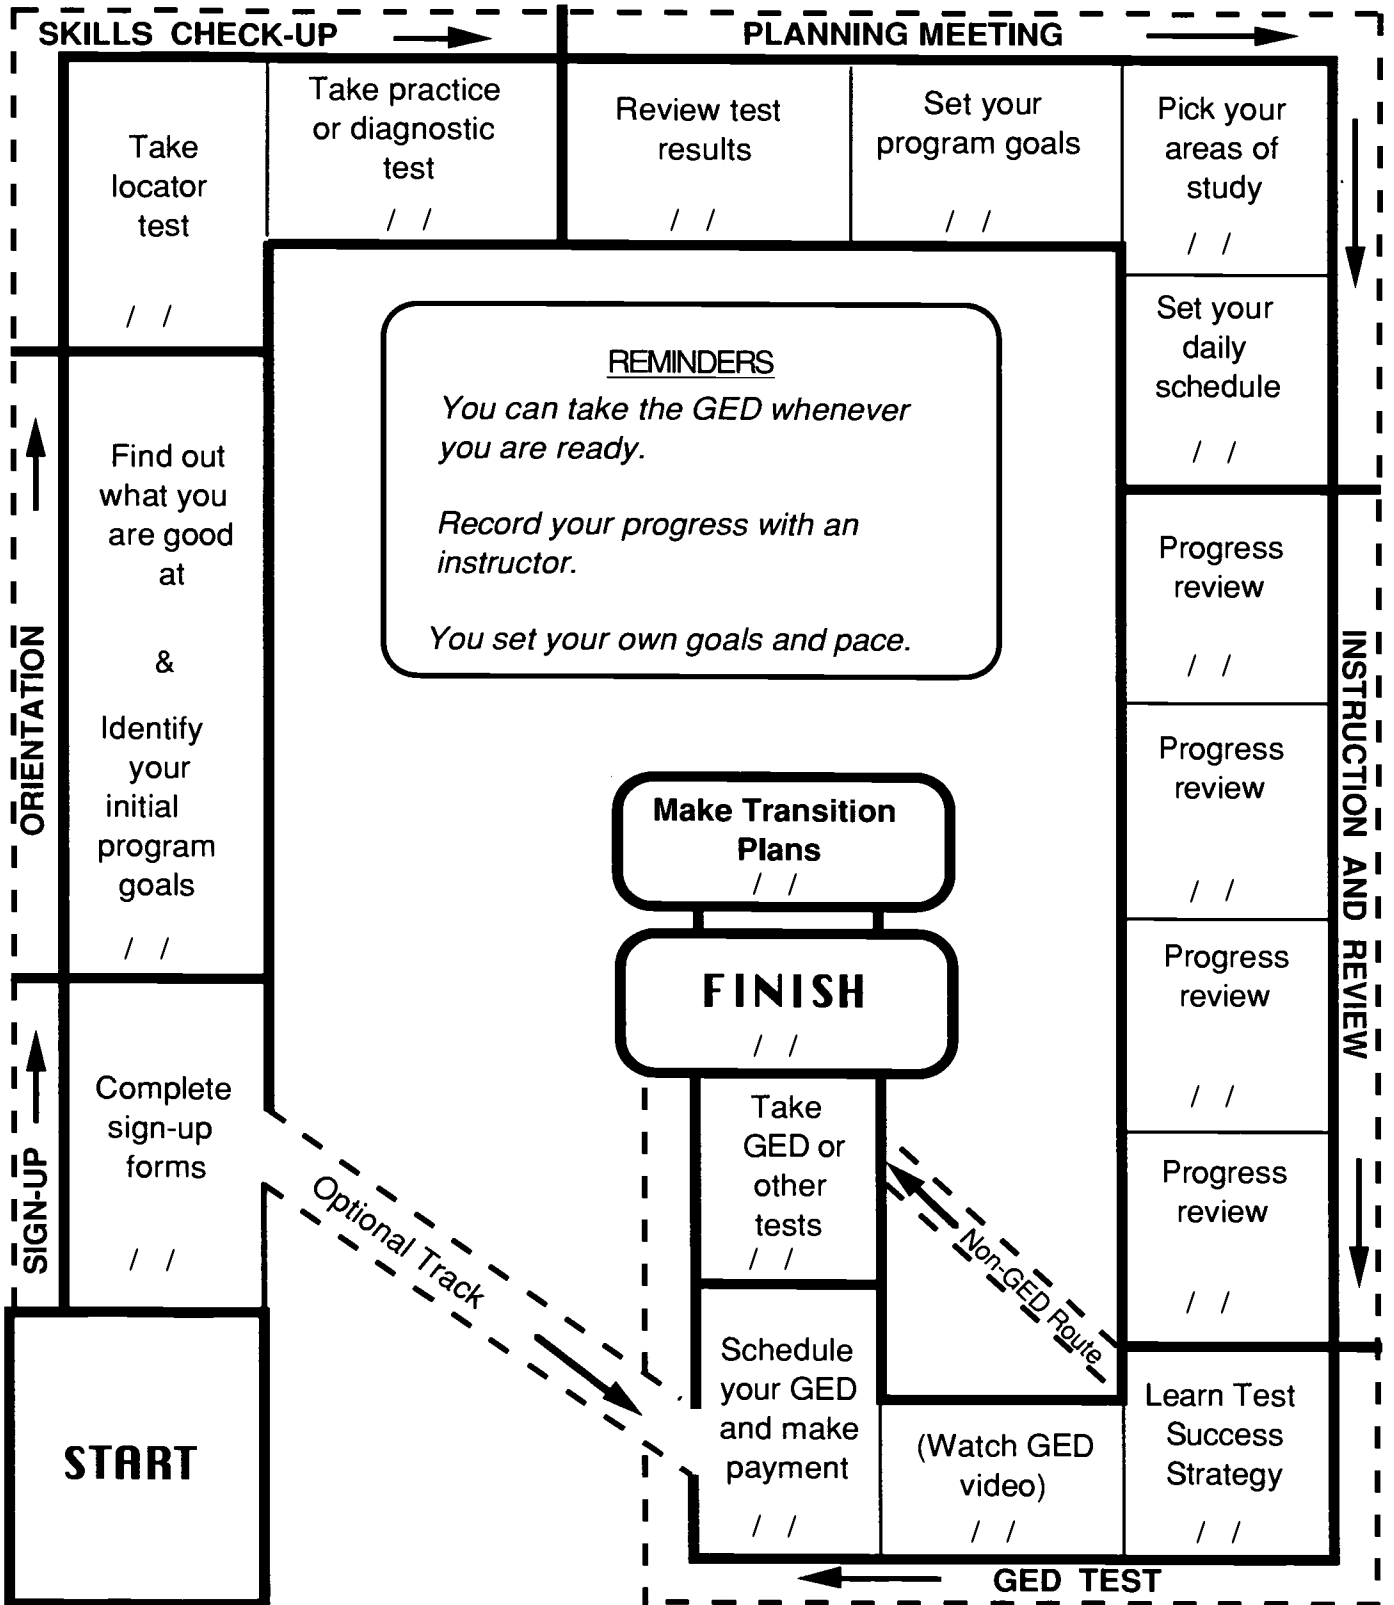 SKILLS CHECK-UP
PLANNING MEETING
Take
locator
test
/ /
Take practice
or diagnostic
test
/ /
Review test
results
/ /
Set your
program goals
/ /
Pick your
areas of
study
/ /
Set your
daily
schedule
/ /
REMINDERS
You can take the GED whenever
you are ready.
Record your progress with an
instructor.
You set your own goals and pace.
ORIENTATION
Find out
what you
are good
at
&
Identify
your
initial
program
goals
/ /
INSTRUCTION AND REVIEW
Progress
review
/ /
Progress
review
/ /
Progress
review
/ /
Progress
review
/ /
Make Transition
Plans
/ /
FINISH
/ /
SIGN-UP
Complete
sign-up
forms
/ /
Optional Track
Take
GED or
other
tests
/ /
Non-GED Route
START
Schedule
your GED
and make
payment
/ /
(Watch GED
video)
/ /
Learn Test
Success
Strategy
/ /
GED TEST